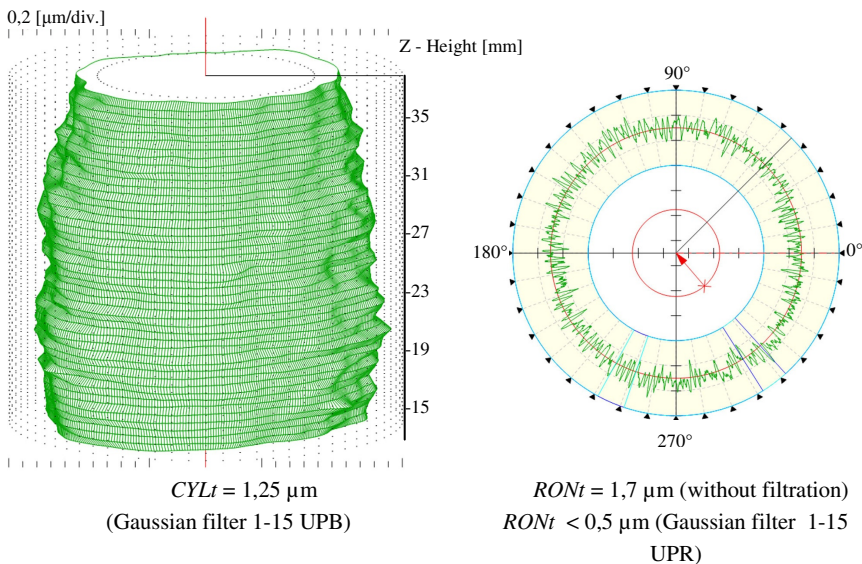 0,2 [µm/div.]
Z - Height [mm]
35
31
27
23
19
15
90°
180°
0°
270°
CYLt = 1,25 µm
(Gaussian filter 1-15 UPB)
RONt = 1,7 µm (without filtration)
RONt < 0,5 µm (Gaussian filter 1-15
UPR)